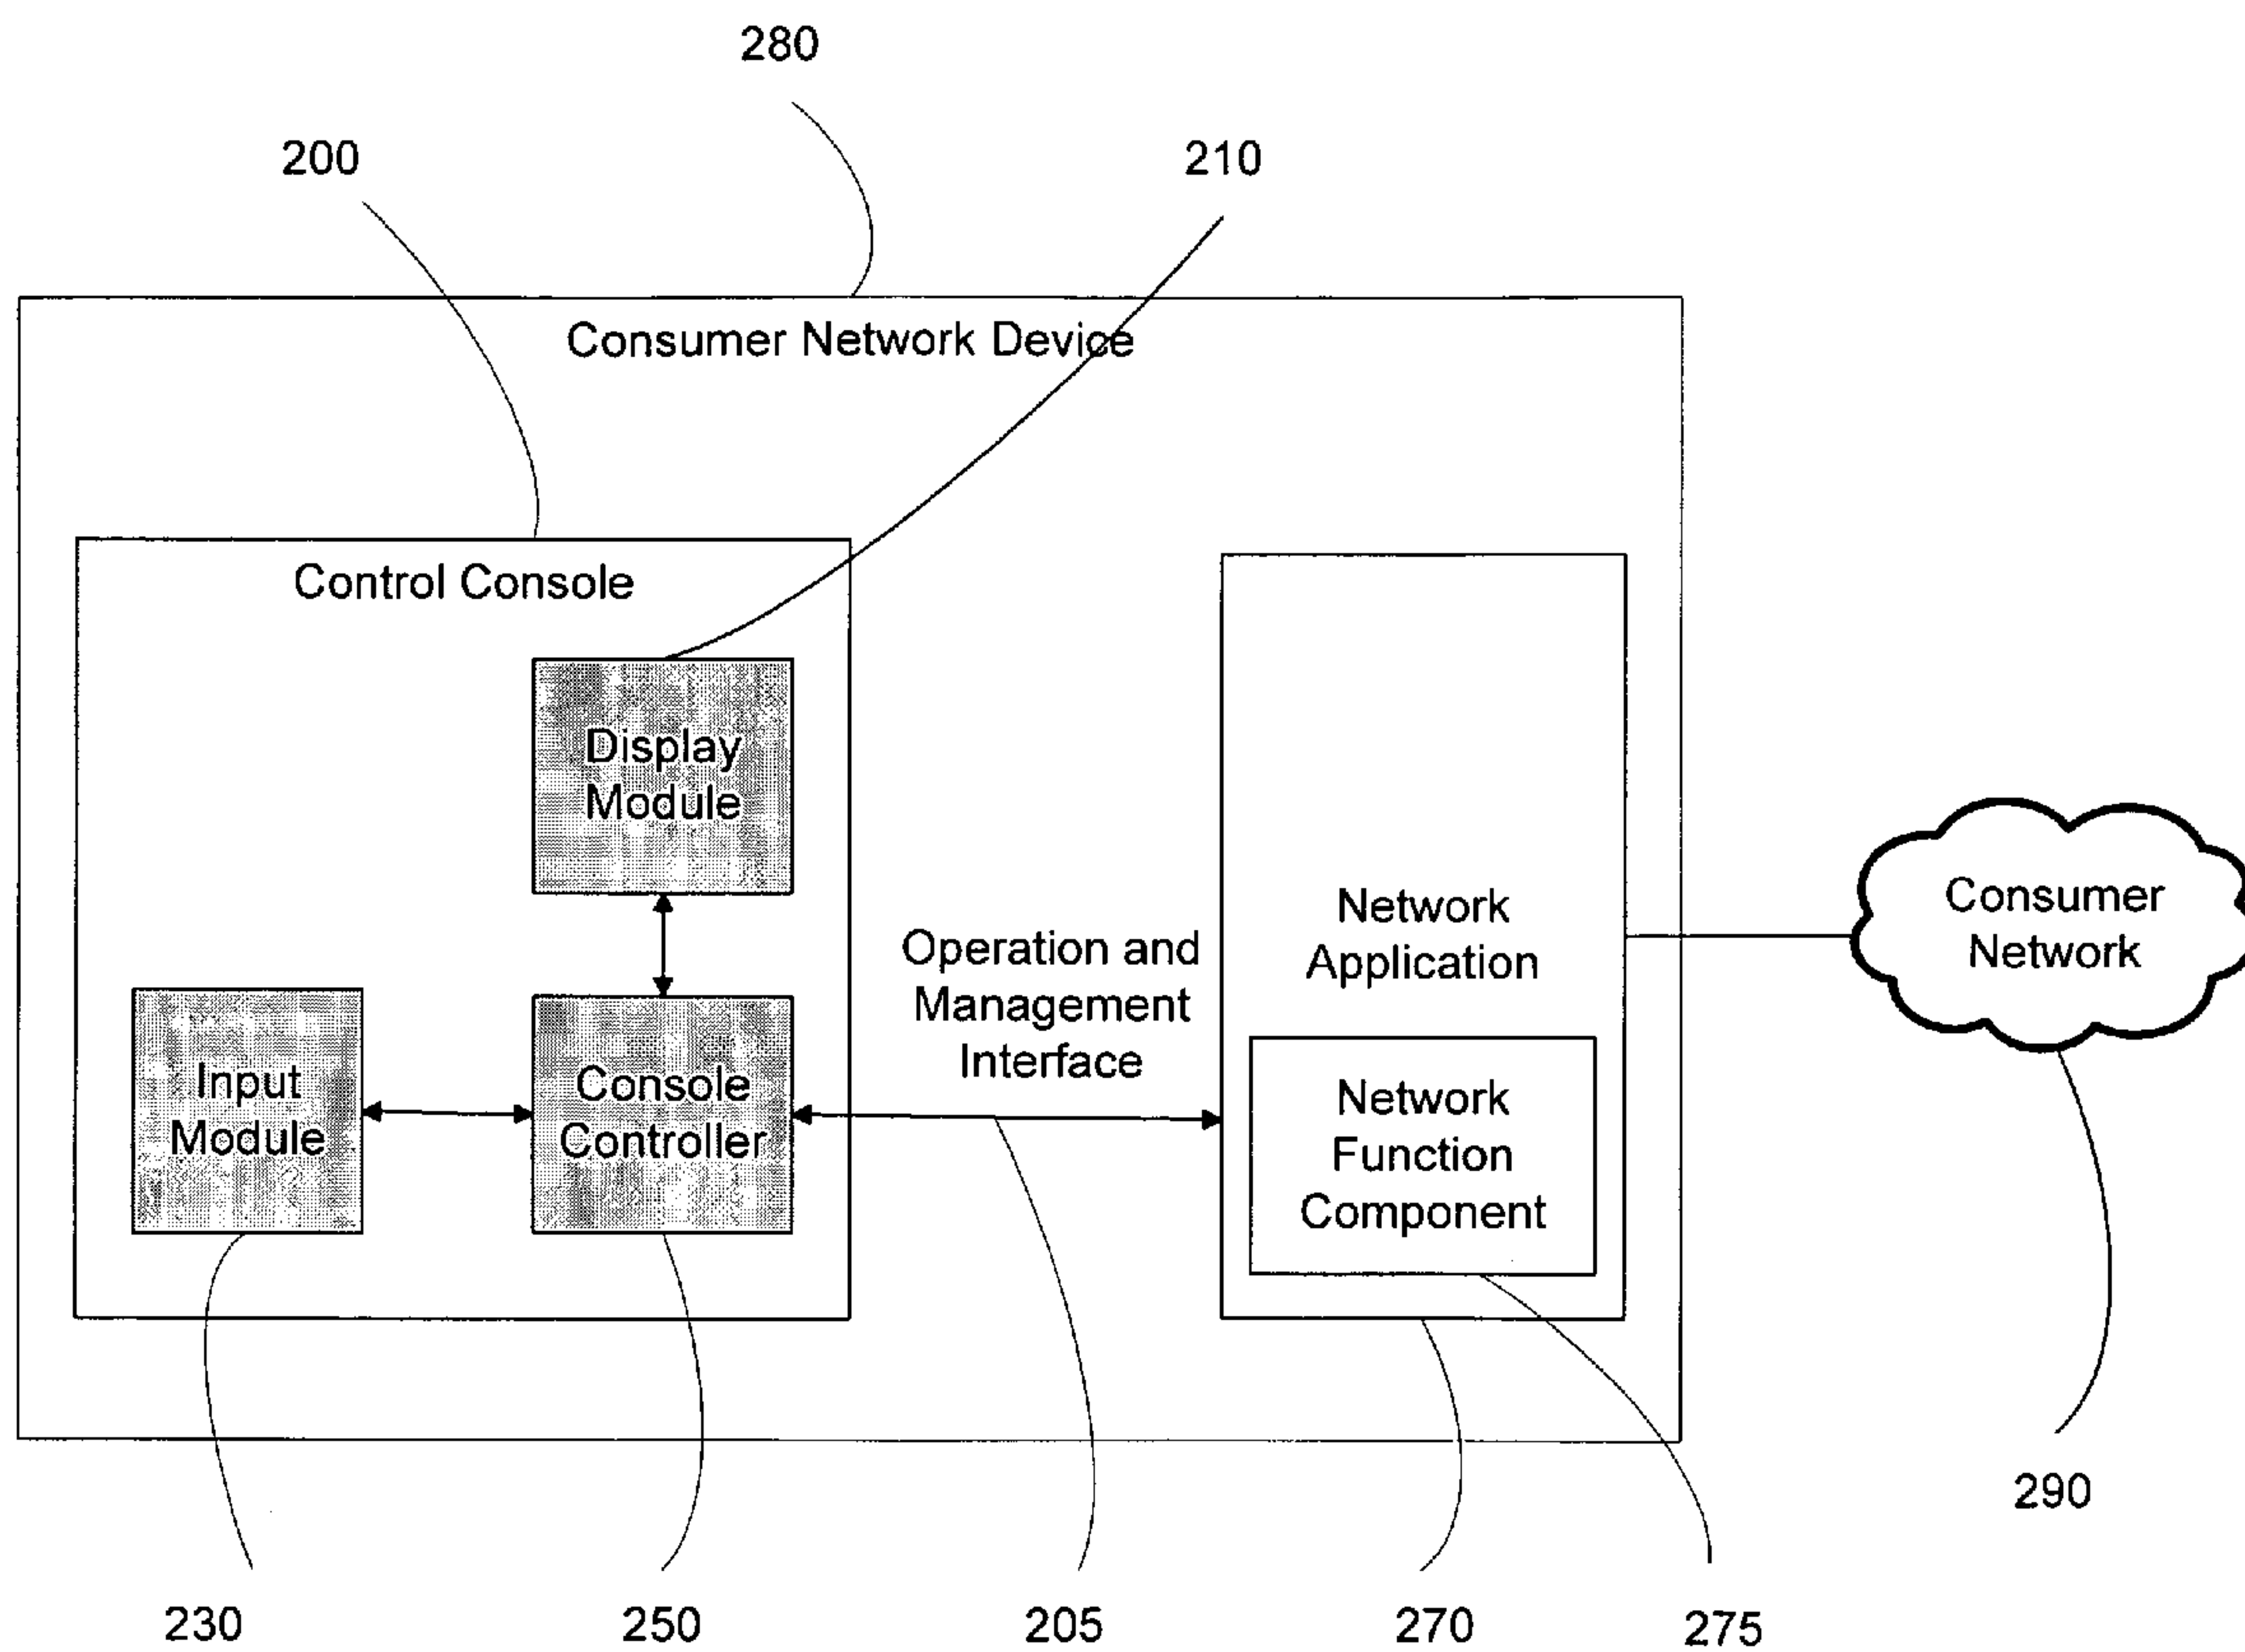 280
200
210
Consumer Network Device
Control Console
Display
Module
Network
Application
Consumer
Network
Operation and
Management
Interface
Input
Module
Console
Controller
Network
Function
Component
290
230
250
205
270
275